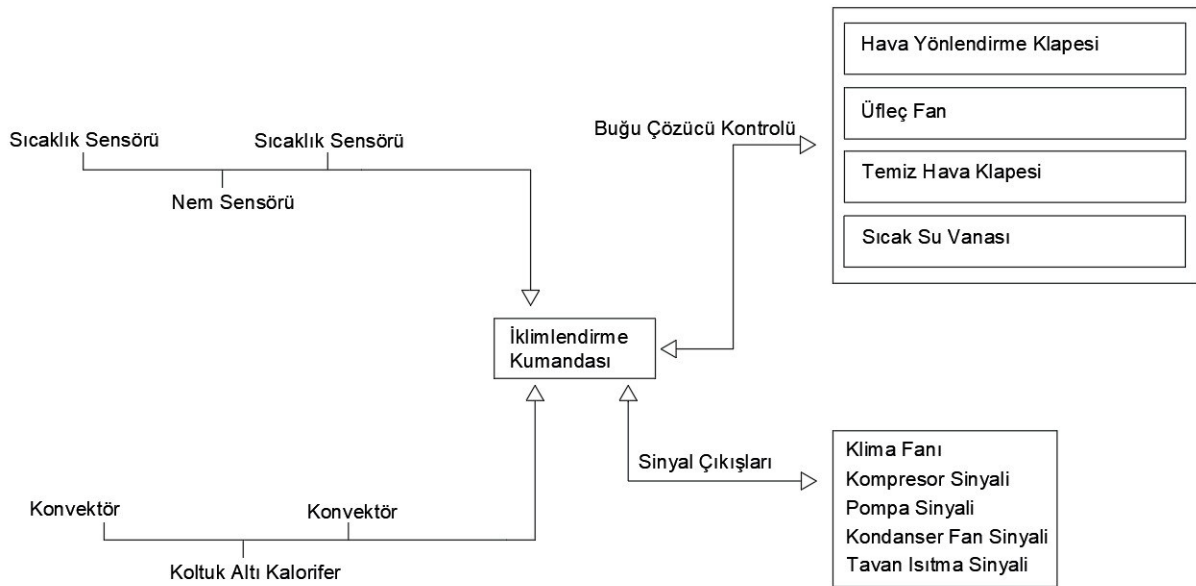 Hava Yönlendirme Klapesi
Üfleç Fan
Temiz Hava Klapesi
Sıcak Su Vanası
Buğu Çözücü Kontrolü
Sıcaklık Sensörü
Sıcaklık Sensörü
Nem Sensörü
İklimlendirme
Kumandası
Sinyal Çıkışları
Klima Fanı
Kompresor Sinyali
Pompa Sinyali
Kondanser Fan Sinyali
Tavan Isıtma Sinyali
Konvektör
Konvektör
Koltuk Altı Kalorifer